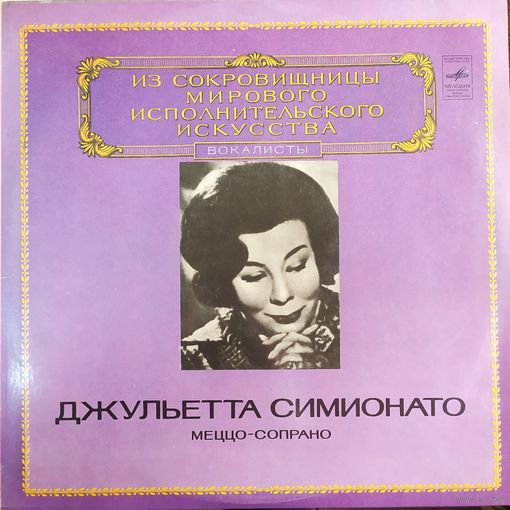 ИЗ СОКРОВИЩНИЦЫ
МИРОВОГО
ИСПОЛНИТЕЛЬСКОГО
ИСКУССТВА
ВОКАЛИСТЫ
МЕЛОДИЯ
ДЖУЛЬЕТТА СИМИОНАТО
МЕЦЦО-СОПРАНО